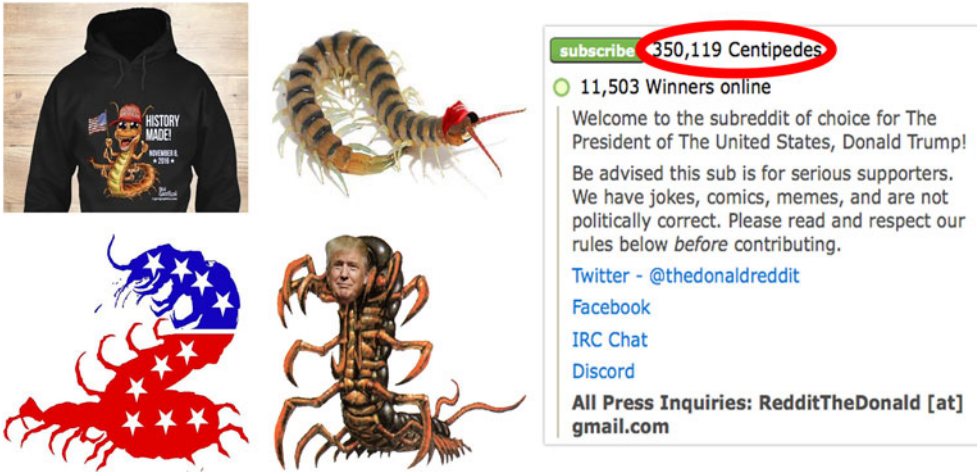 HISTORY
MADE!
NOVEMBER 8,
★ 2016 ★
subscribe 350,119 Centipedes
11,503 Winners online
Welcome to the subreddit of choice for The
President of The United States, Donald Trump!
Be advised this sub is for serious supporters.
We have jokes, comics, memes, and are not
politically correct. Please read and respect our
rules below before contributing.
Twitter - @thedonaldreddit
Facebook
IRC Chat
Discord
All Press Inquiries: RedditTheDonald [at]
gmail.com